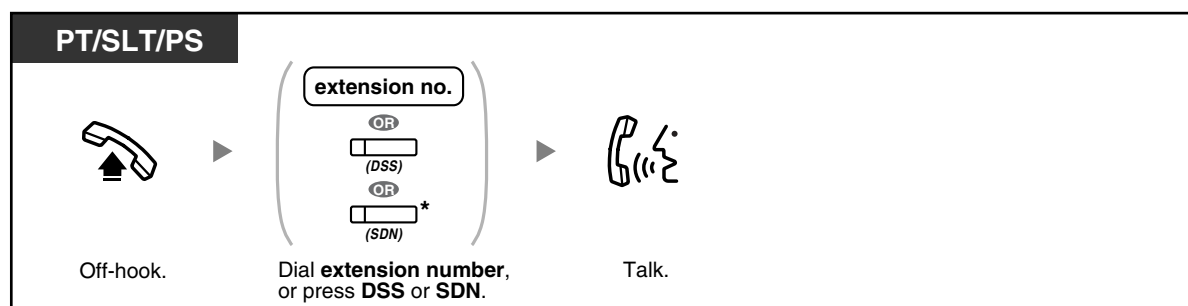 PT/SLT/PS
extension no.
OR
(DSS)
OR
*
(SDN)
Off-hook.
Dial extension number,
or press DSS or SDN.
Talk.